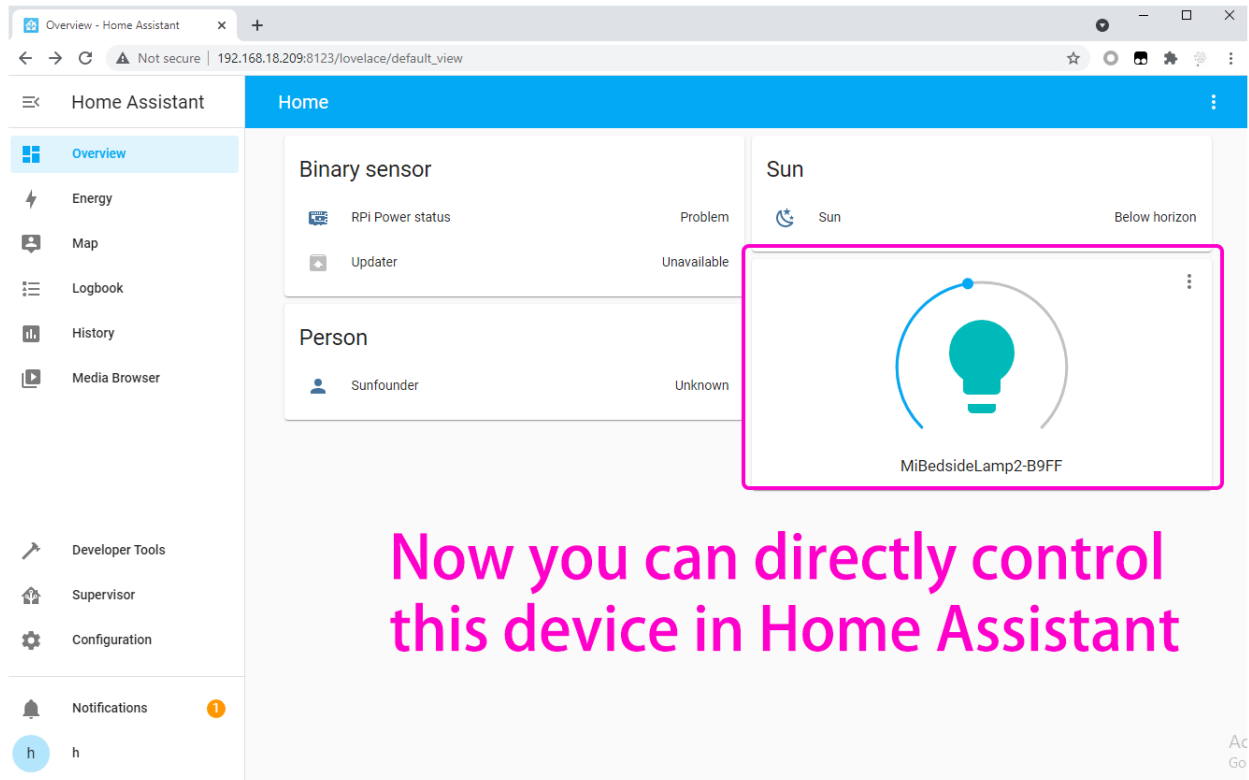 Overview - Home Assistant
Not secure | 192.168.18.209:8123/lovelace/default_view
Home Assistant
Home
Overview
Energy
Map
Logbook
History
Media Browser
Developer Tools
Supervisor
Configuration
Notifications 1
h h
Binary sensor
RPi Power status Problem
Updater Unavailable
Person
Sunfounder Unknown
Sun
Sun Below horizon
MiBedsideLamp2-B9FF
Now you can directly control
this device in Home Assistant
Go